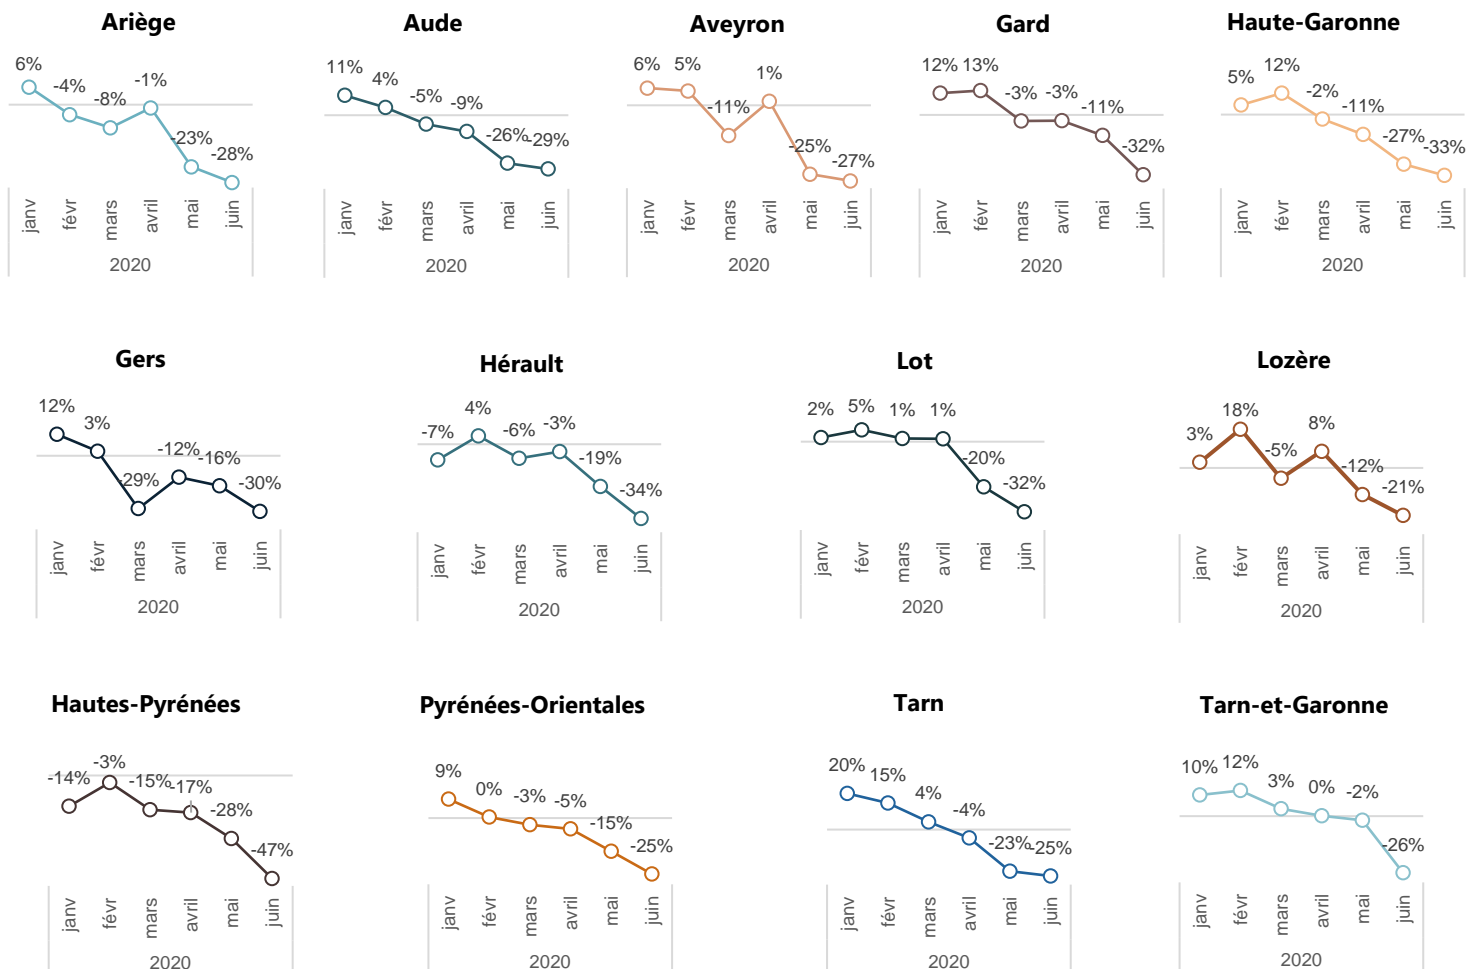 Ariège
6% -4% -8% -1% -23% -28%
janv févr mars avril mai juin
2020
Aude
11% 4% -5% -9% -26% -29%
janv févr mars avril mai juin
2020
Aveyron
6% 5% -11% 1% -25% -27%
janv févr mars avril mai juin
2020
Gard
12% 13% -3% -3% -11% -32%
janv févr mars avril mai juin
2020
Haute-Garonne
5% 12% -2% -11% -27% -33%
janv févr mars avril mai juin
2020
Gers
12% 3% -29% -12% -16% -30%
janv févr mars avril mai juin
2020
Hérault
-7% 4% -6% -3% -19% -34%
janv févr mars avril mai juin
2020
Lot
2% 5% 1% 1% -20% -32%
janv févr mars avril mai juin
2020
Lozère
3% 18% -5% 8% -12% -21%
janv févr mars avril mai juin
2020
Hautes-Pyrénées
-14% -3% -15% -17% -28% -47%
janv févr mars avril mai juin
2020
Pyrénées-Orientales
9% 0% -3% -5% -15% -25%
janv févr mars avril mai juin
2020
Tarn
20% 15% 4% -4% -23% -25%
janv févr mars avril mai juin
2020
Tarn-et-Garonne
10% 12% 3% 0% -2% -26%
janv févr mars avril mai juin
2020